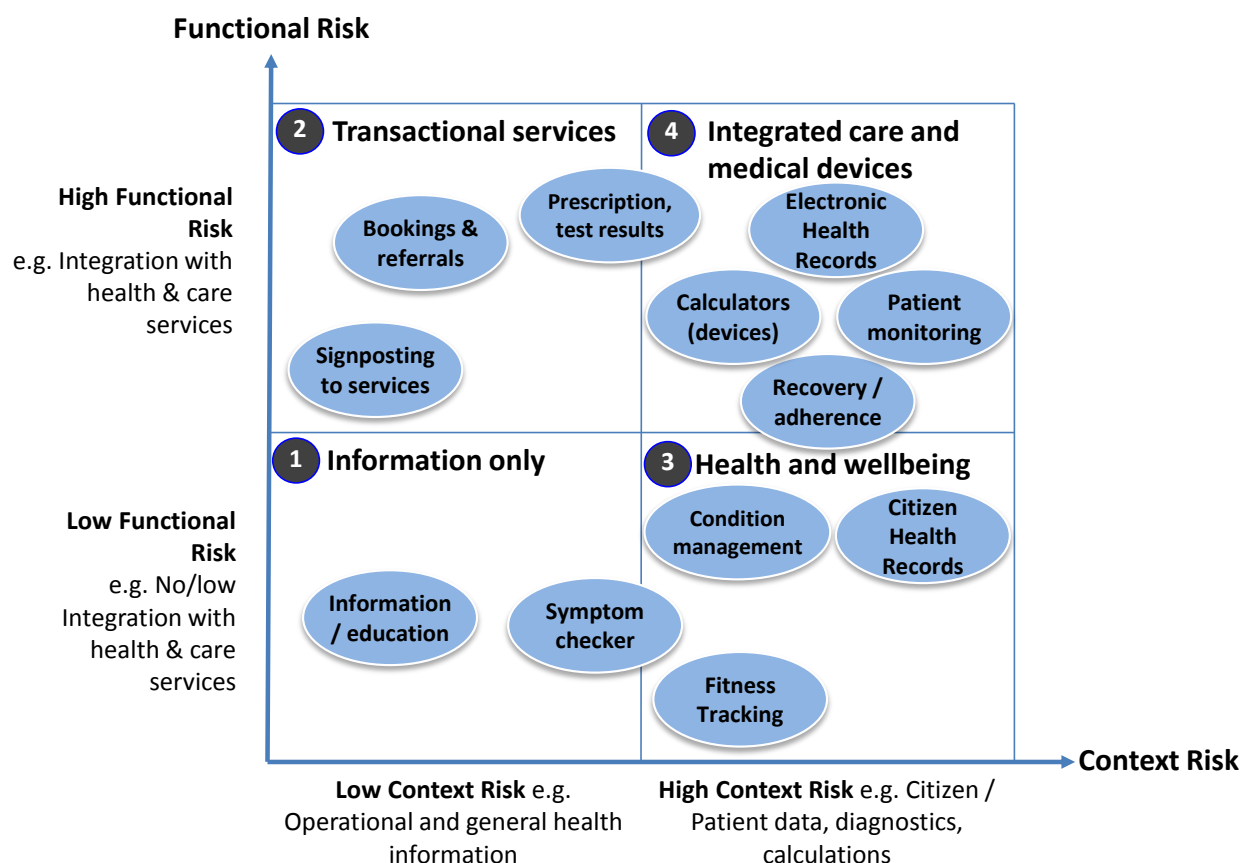 Functional Risk
2
Transactional services
4
Integrated care and
medical devices
High Functional
Risk
e.g. Integration with
health & care
services
Bookings &
referrals
Prescription,
test results
Electronic
Health
Records
Calculators
(devices)
Patient
monitoring
Signposting
to services
Recovery /
adherence
1
Information only
3
Health and wellbeing
Low Functional
Risk
e.g. No/low
Integration with
health & care
services
Condition
management
Citizen
Health
Records
Information
/ education
Symptom
checker
Fitness
Tracking
Context Risk
Low Context Risk e.g.
Operational and general health
information
High Context Risk e.g. Citizen /
Patient data, diagnostics,
calculations